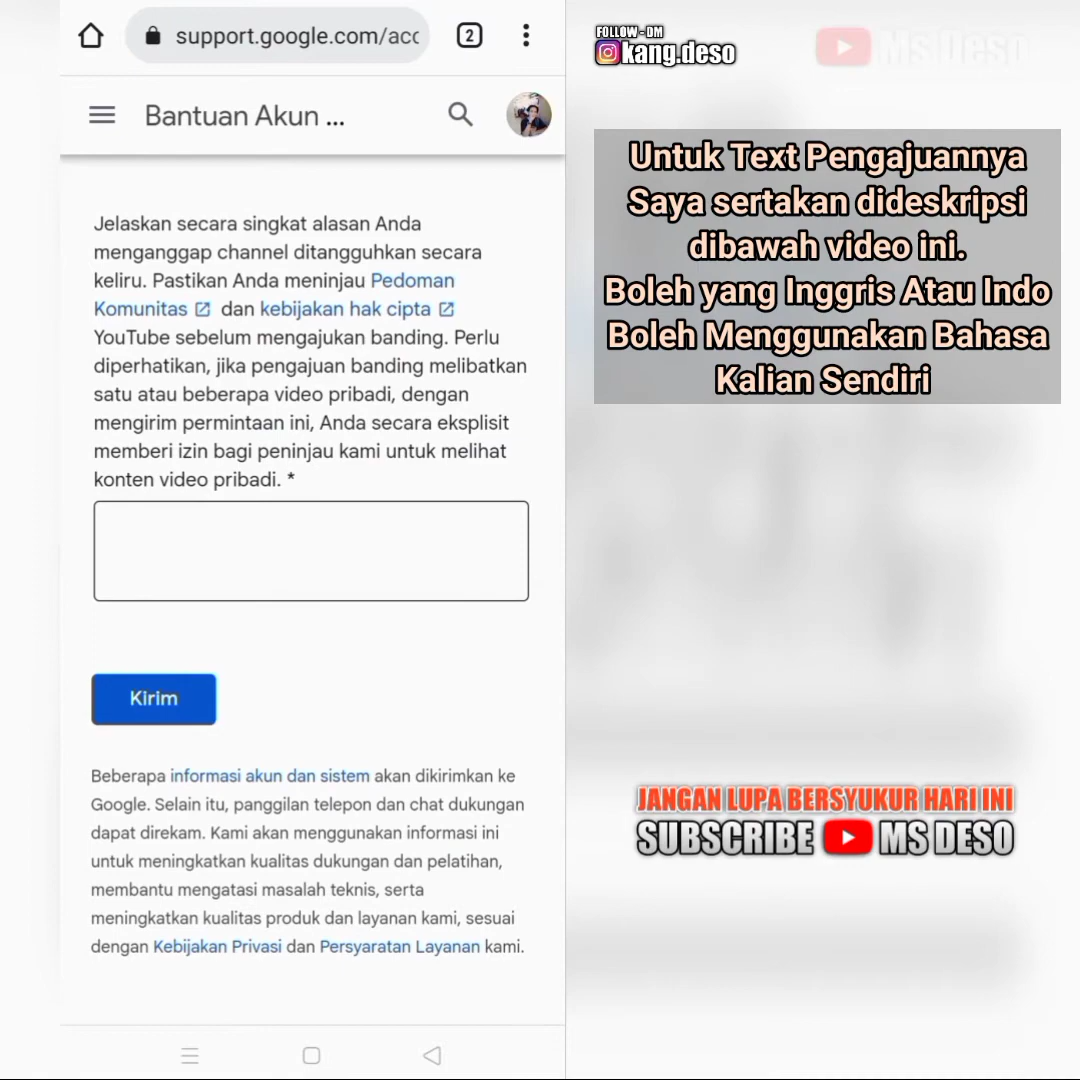 support.google.com/acc
2
Bantuan Akun ...
Jelaskan secara singkat alasan Anda
menganggap channel ditangguhkan secara
keliru. Pastikan Anda meninjau Pedoman
Komunitas dan kebijakan hak cipta
YouTube sebelum mengajukan banding. Perlu
diperhatikan, jika pengajuan banding melibatkan
satu atau beberapa video pribadi, dengan
mengirim permintaan ini, Anda secara eksplisit
memberi izin bagi peninjau kami untuk melihat
konten video pribadi. *
Kirim
Beberapa informasi akun dan sistem akan dikirimkan ke
Google. Selain itu, panggilan telepon dan chat dukungan
dapat direkam. Kami akan menggunakan informasi ini
untuk meningkatkan kualitas dukungan dan pelatihan,
membantu mengatasi masalah teknis, serta
meningkatkan kualitas produk dan layanan kami, sesuai
dengan Kebijakan Privasi dan Persyaratan Layanan kami.
FOLLOW - DM
kang.deso
Ms Deso
Untuk Text Pengajuannya
Saya sertakan dideskripsi
dibawah video ini.
Boleh yang Inggris Atau Indo
Boleh Menggunakan Bahasa
Kalian Sendiri
JANGAN LUPA BERSYUKUR HARI INI
SUBSCRIBE MS DESO